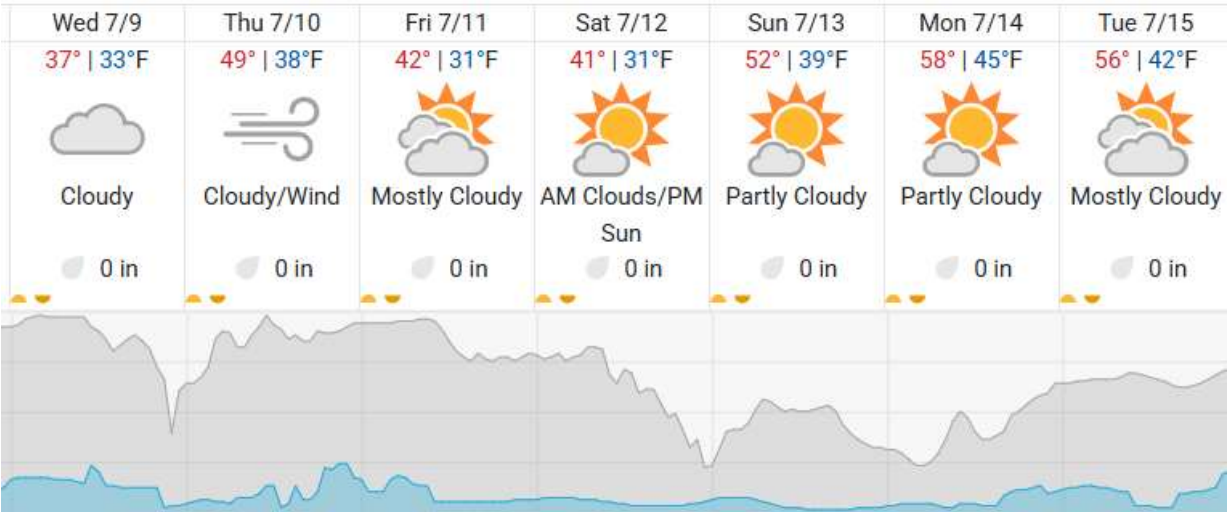 Wed 7/9 Thu 7/10 Fri 7/11 Sat 7/12 Sun 7/13 Mon 7/14 Tue 7/15
37° | 33°F 49° | 38°F 42° | 31°F 41° | 31°F 52° | 39°F 58° | 45°F 56° | 42°F
Cloudy Cloudy/Wind Mostly Cloudy AM Clouds/PM Partly Cloudy Partly Cloudy Mostly Cloudy
Sun
0 in 0 in 0 in 0 in 0 in 0 in 0 in